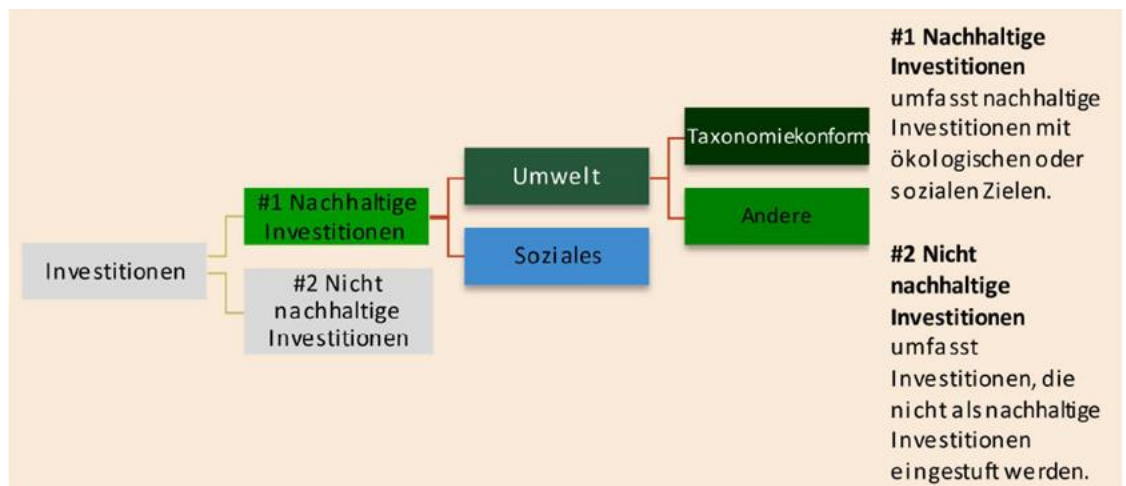 Investitionen
#1 Nachhaltige
Investitionen
#2 Nicht
nachhaltige
Investitionen
Umwelt
Soziales
Taxonomiekonform
Andere
#1 Nachhaltige
Investitionen
umfasst nachhaltige
Investitionen mit
ökologischen oder
sozialen Zielen.
#2 Nicht
nachhaltige
Investitionen
umfasst
Investitionen, die
nicht als nachhaltige
Investitionen
eingestuft werden.